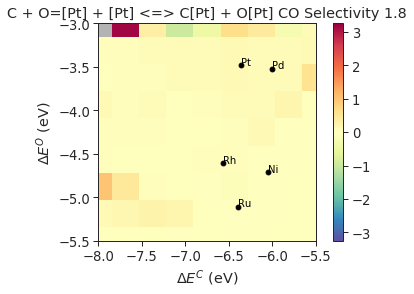 C + O=[Pt] + [Pt] <=> C[Pt] + O[Pt] CO Selectivity 1.8
−3.0
−3.5
−4.0
−4.5
−5.0
−5.5
ΔE^O (eV)
Pt
Pd
Rh
Ni
Ru
−8.0 −7.5 −7.0 −6.5 −6.0 −5.5
ΔE^C (eV)
3
2
1
0
−1
−2
−3